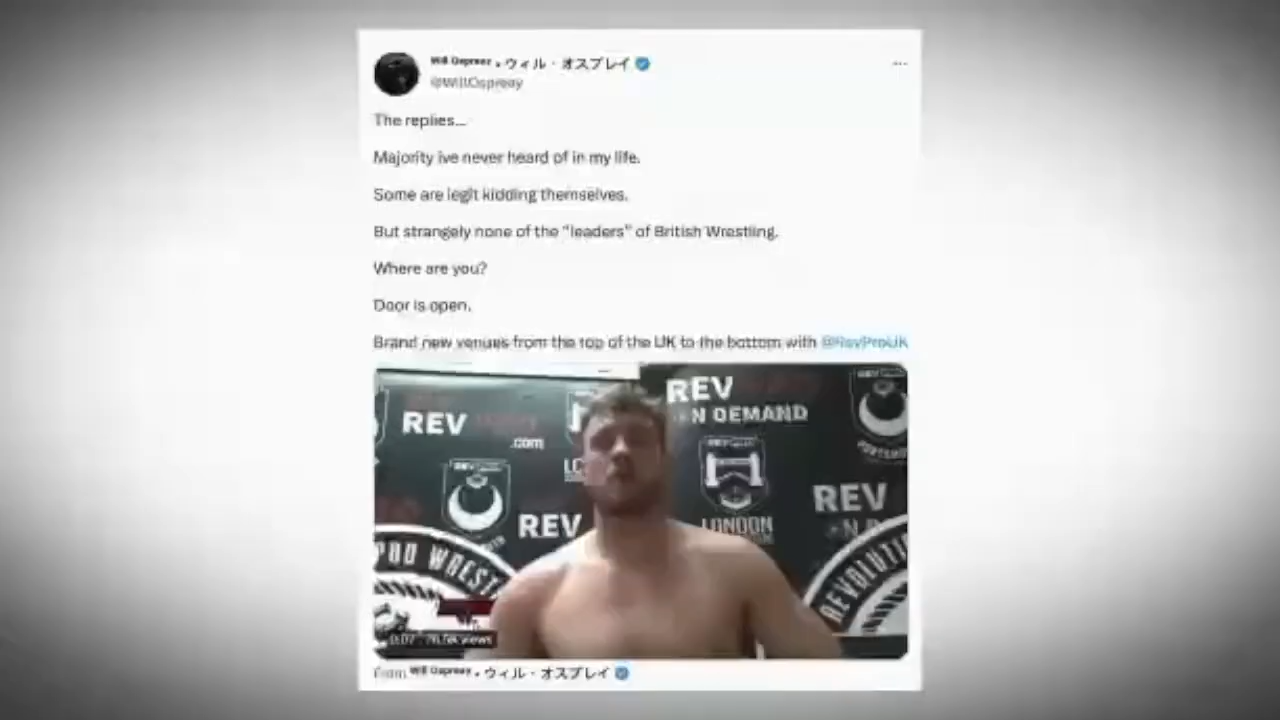 Will Ospreay • ウィル・オスプレイ
@WillOspreay
The replies...
Majority ive never heard of in my life.
Some are legit kidding themselves.
But strangely none of the "leaders" of British Wrestling.
Where are you?
Door is open.
Brand new venues from the top of the UK to the bottom with @RevProUK
REV
.com
REV
N DEMAND
REV
LONDON
REV
PRO WREST
REVOLUTI
0:07
From Will Ospreay • ウィル・オスプレイ